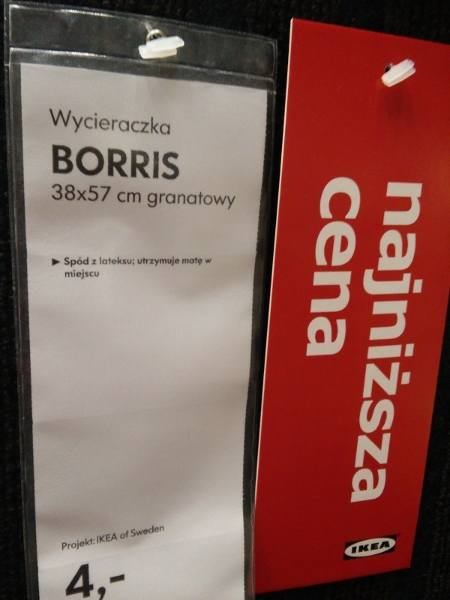 Wycieraczka
BORRIS
38x57 cm granatowy
► Spód z lateksu; utrzymuje matę w
miejscu
Projekt: IKEA of Sweden
4,-
najniższa
cena
IKEA